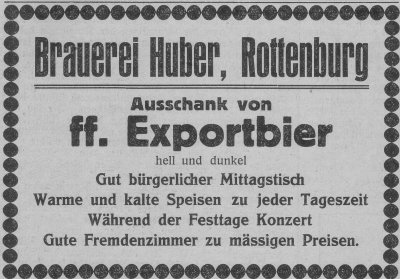 Brauerei Huber, Rottenburg
Ausschank von
ff. Exportbier
hell und dunkel
Gut bürgerlicher Mittagstisch
Warme und kalte Speisen zu jeder Tageszeit
Während der Festtage Konzert
Gute Fremdenzimmer zu mässigen Preisen.